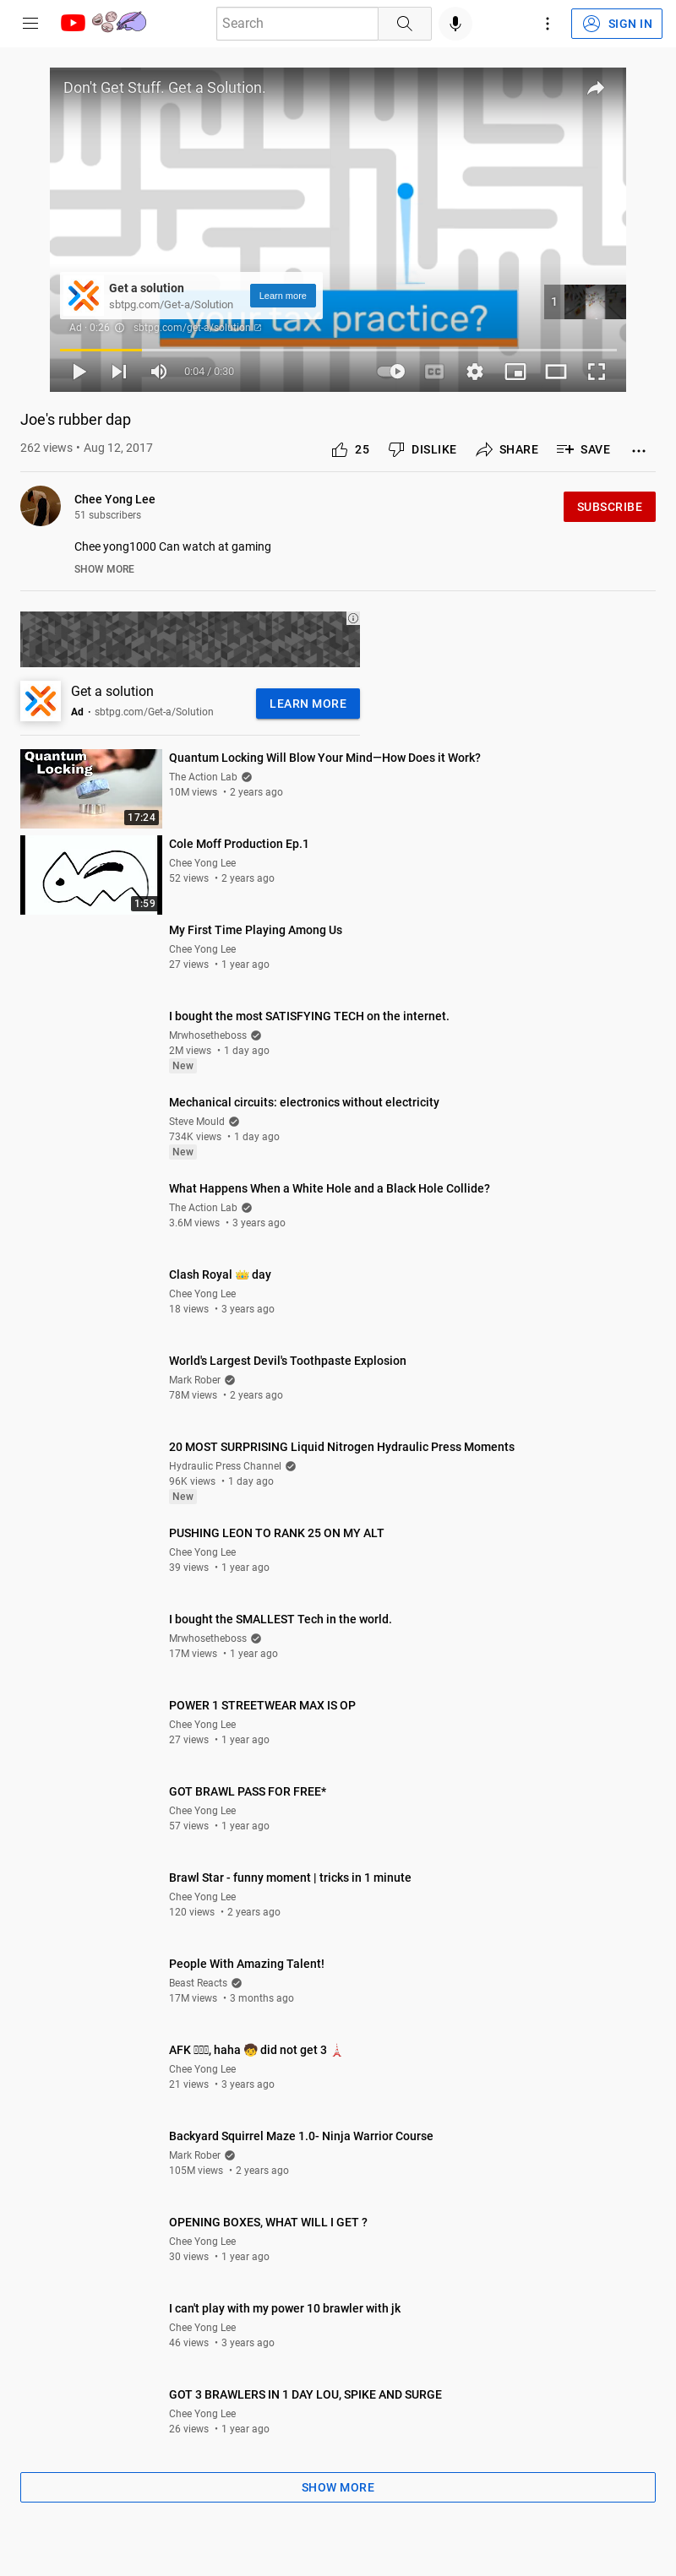 Search
SIGN IN
Don't Get Stuff. Get a Solution.
Get a solution
sbtpg.com/Get-a/Solution
Learn more
1
your tax practice?
Ad · 0:26
sbtpg.com/get-a/solution
0:04 / 0:30
CC
Joe's rubber dap
262 views • Aug 12, 2017
25
DISLIKE
SHARE
SAVE
Chee Yong Lee
51 subscribers
SUBSCRIBE
Chee yong1000 Can watch at gaming
SHOW MORE
Get a solution
Ad • sbtpg.com/Get-a/Solution
LEARN MORE
Quantum
Locking
17:24
Quantum Locking Will Blow Your Mind—How Does it Work?
The Action Lab
10M views • 2 years ago
1:59
Cole Moff Production Ep.1
Chee Yong Lee
52 views • 2 years ago
My First Time Playing Among Us
Chee Yong Lee
27 views • 1 year ago
I bought the most SATISFYING TECH on the internet.
Mrwhosetheboss
2M views • 1 day ago
New
Mechanical circuits: electronics without electricity
Steve Mould
734K views • 1 day ago
New
What Happens When a White Hole and a Black Hole Collide?
The Action Lab
3.6M views • 3 years ago
Clash Royal 👑 day
Chee Yong Lee
18 views • 3 years ago
World's Largest Devil's Toothpaste Explosion
Mark Rober
78M views • 2 years ago
20 MOST SURPRISING Liquid Nitrogen Hydraulic Press Moments
Hydraulic Press Channel
96K views • 1 day ago
New
PUSHING LEON TO RANK 25 ON MY ALT
Chee Yong Lee
39 views • 1 year ago
I bought the SMALLEST Tech in the world.
Mrwhosetheboss
17M views • 1 year ago
POWER 1 STREETWEAR MAX IS OP
Chee Yong Lee
27 views • 1 year ago
GOT BRAWL PASS FOR FREE*
Chee Yong Lee
57 views • 1 year ago
Brawl Star - funny moment | tricks in 1 minute
Chee Yong Lee
120 views • 2 years ago
People With Amazing Talent!
Beast Reacts
17M views • 3 months ago
AFK , haha 🧒 did not get 3 🗼
Chee Yong Lee
21 views • 3 years ago
Backyard Squirrel Maze 1.0- Ninja Warrior Course
Mark Rober
105M views • 2 years ago
OPENING BOXES, WHAT WILL I GET ?
Chee Yong Lee
30 views • 1 year ago
I can't play with my power 10 brawler with jk
Chee Yong Lee
46 views • 3 years ago
GOT 3 BRAWLERS IN 1 DAY LOU, SPIKE AND SURGE
Chee Yong Lee
26 views • 1 year ago
SHOW MORE